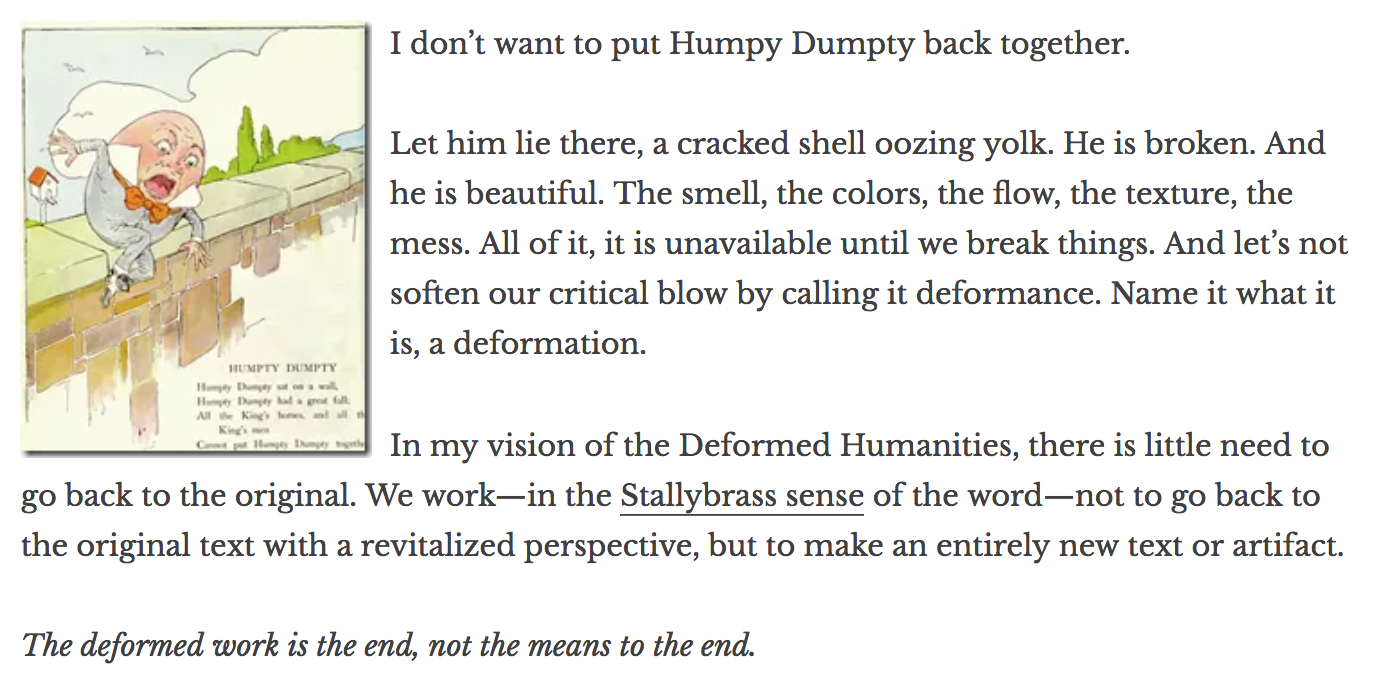 I don’t want to put Humpy Dumpty back together.
Let him lie there, a cracked shell oozing yolk. He is broken. And
he is beautiful. The smell, the colors, the flow, the texture, the
mess. All of it, it is unavailable until we break things. And let’s not
soften our critical blow by calling it deformance. Name it what it
is, a deformation.
HUMPTY DUMPTY
Humpty Dumpty sat on a wall,
Humpty Dumpty had a great fall:
All the King's horses, and all th
King's men
Cannot put Humpty Dumpty togethe
In my vision of the Deformed Humanities, there is little need to
go back to the original. We work—in the Stallybrass sense of the word—not to go back to
the original text with a revitalized perspective, but to make an entirely new text or artifact.
The deformed work is the end, not the means to the end.